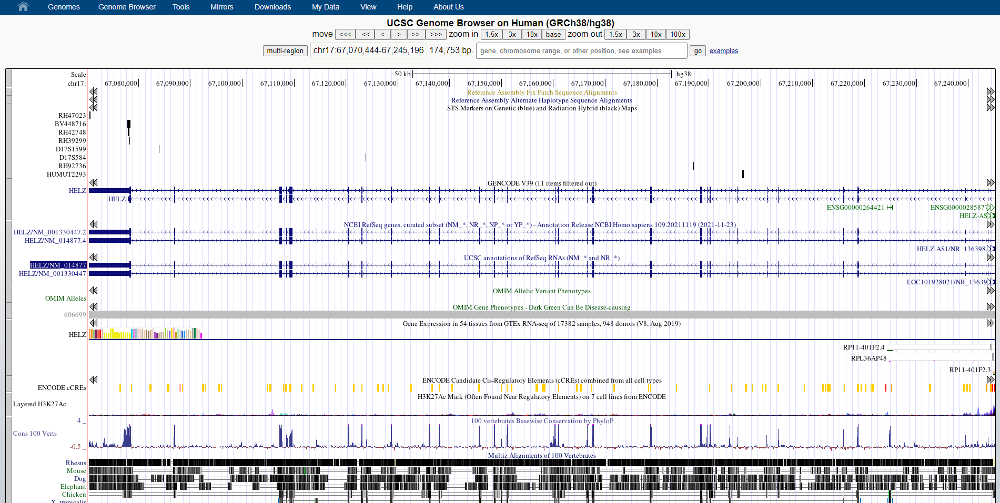 Genomes Genome Browser Tools Mirrors Downloads My Data View Help About Us
UCSC Genome Browser on Human (GRCh38/hg38)
move <<< << < > >> >>> zoom in 1.5x 3x 10x base zoom out 1.5x 3x 10x 100x
multi-region chr17:67,070,444-67,245,196 174,753 bp. gene, chromosome range, or other position, see examples go examples
Scale 50 kb hg38
chr17: 67,080,000 67,090,000 67,100,000 67,110,000 67,120,000 67,130,000 67,140,000 67,150,000 67,160,000 67,170,000 67,180,000 67,190,000 67,200,000 67,210,000 67,220,000 67,230,000 67,240,000
Reference Assembly Fix Patch Sequence Alignments
Reference Assembly Alternate Haplotype Sequence Alignments
STS Markers on Genetic (blue) and Radiation Hybrid (black) Maps
RH47023
BV448716
RH42748
RH39299
D17S1599
D17S584
RH92736
HUMUT2293
GENCODE V39 (11 items filtered out)
HELZ
HELZ
ENSG00000264421 ENSG00000285877
HELZ-AS
NCBI RefSeq genes, curated subset (NM_*, NR_*, NP_* or YP_*) - Annotation Release NCBI Homo sapiens 109.20211119 (2021-11-23)
HELZ/NM_001330447.2
HELZ/NM_014877.4
HELZ-AS1/NR_136398.
UCSC annotations of RefSeq RNAs (NM_* and NR_*)
HELZ/NM_014877
HELZ/NM_001330447
LOC101928021/NR_13639
OMIM Allelic Variant Phenotypes
OMIM Alleles
OMIM Gene Phenotypes - Dark Green Can Be Disease-causing
606699
Gene Expression in 54 tissues from GTEx RNA-seq of 17382 samples, 948 donors (V8, Aug 2019)
HELZ
RP11-401F2.4
RPL36AP48
RP11-401F2.3
ENCODE Candidate Cis-Regulatory Elements (cCREs) combined from all cell types
ENCODE cCREs
H3K27Ac Mark (Often Found Near Regulatory Elements) on 7 cell lines from ENCODE
Layered H3K27Ac
100 vertebrates Basewise Conservation by PhyloP
4 _
Cons 100 Verts
-0.5 _
Multiz Alignments of 100 Vertebrates
Rhesus
Mouse
Dog
Elephant
Chicken
X_tropicalis